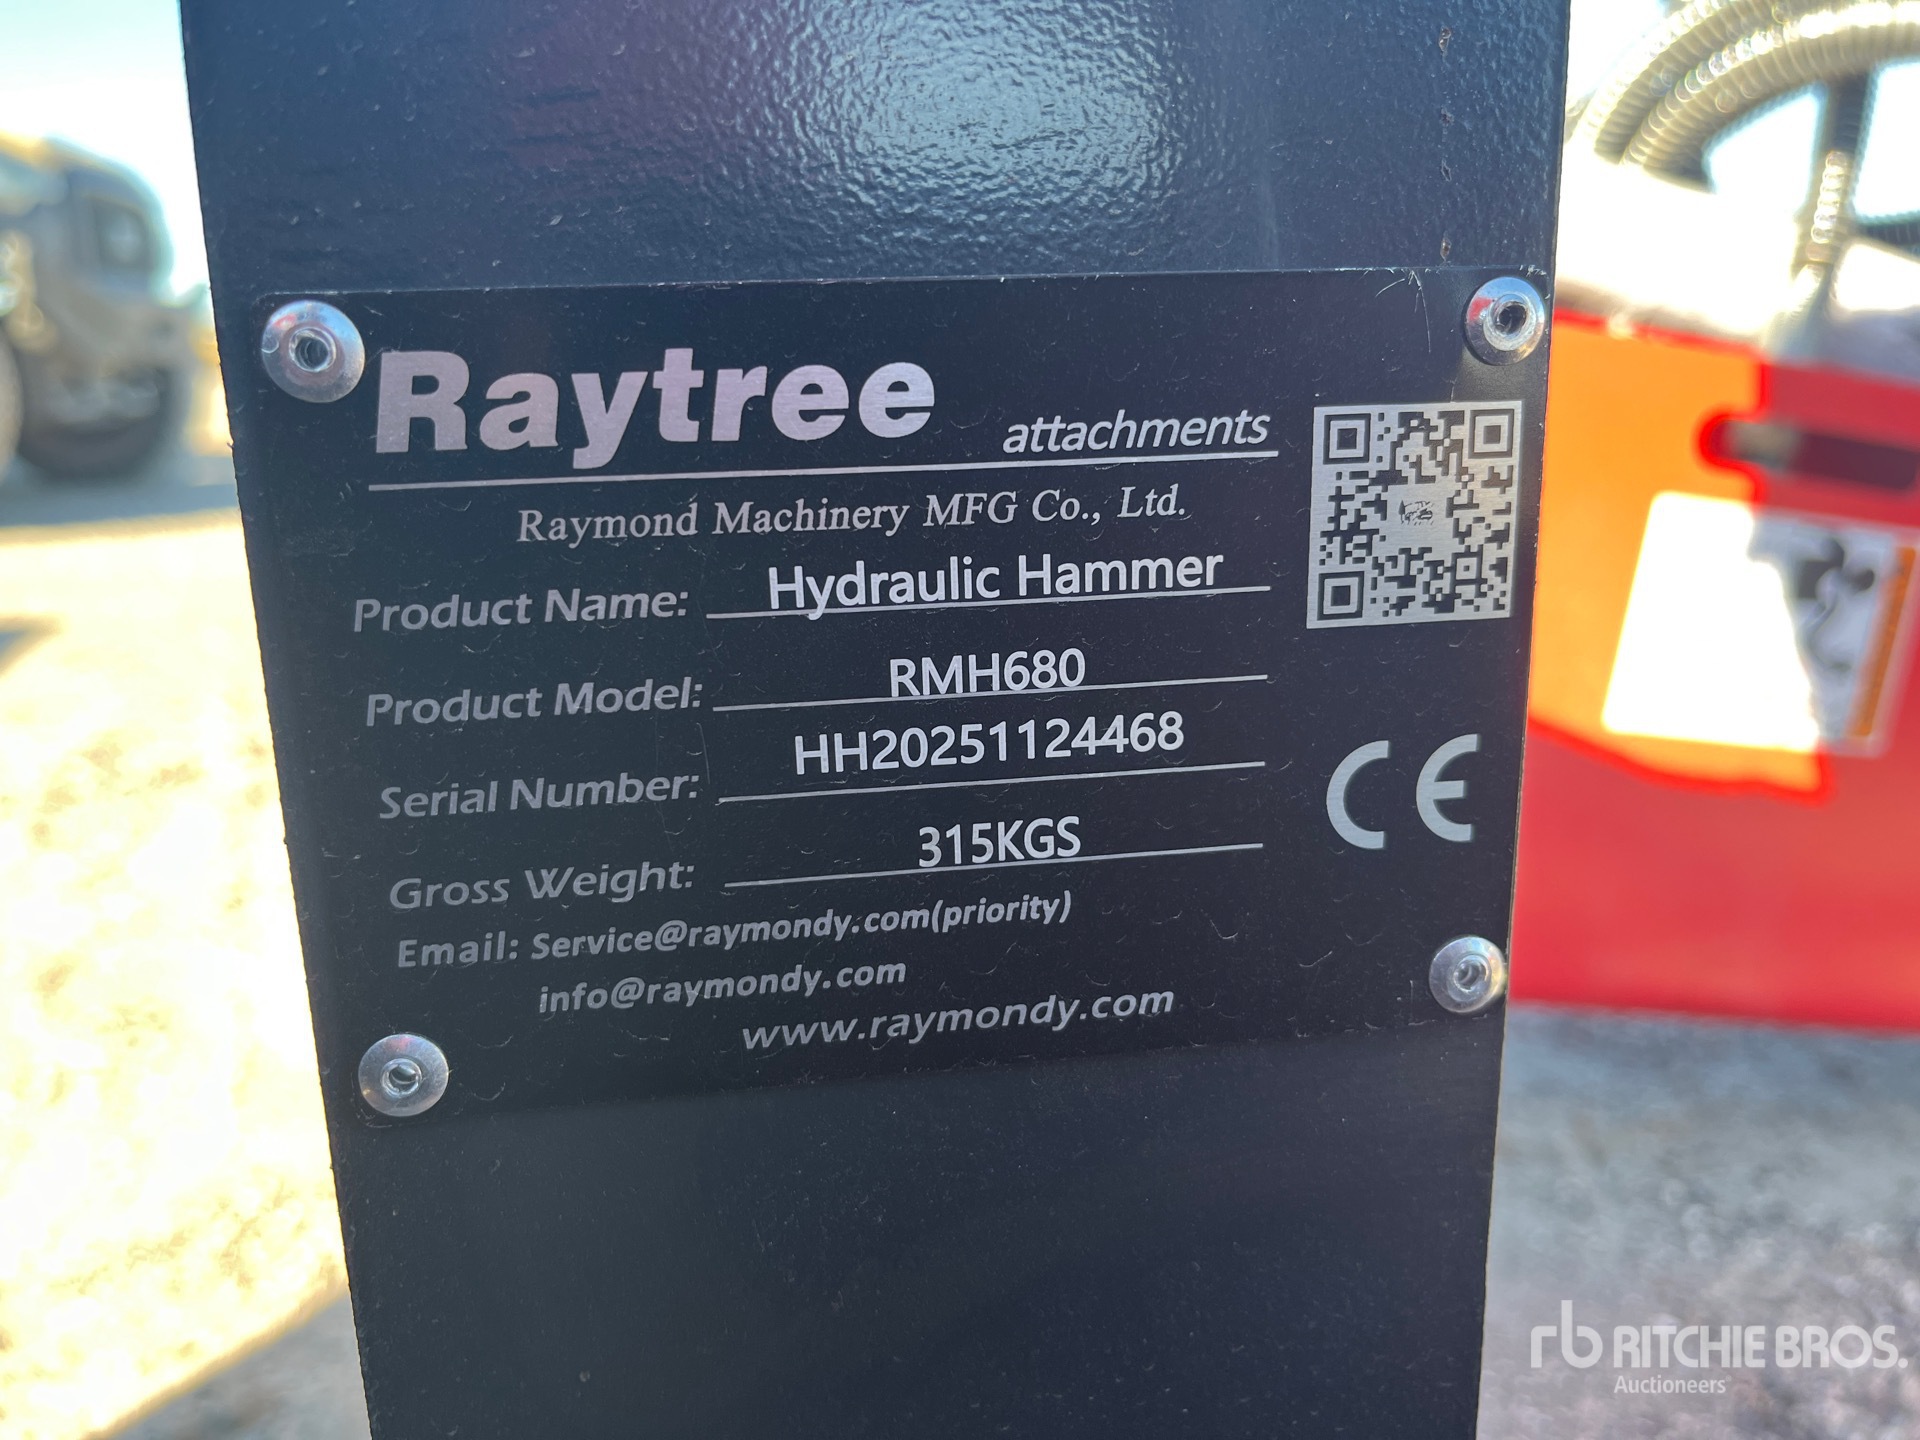 Raytree attachments
Raymond Machinery MFG Co., Ltd.
Product Name: Hydraulic Hammer
Product Model: RMH680
Serial Number: HH20251124468
Gross Weight: 315KGS
Email: Service@raymondy.com(priority)
info@raymondy.com
www.raymondy.com
CE
rb RITCHIE BROS.
Auctioneers